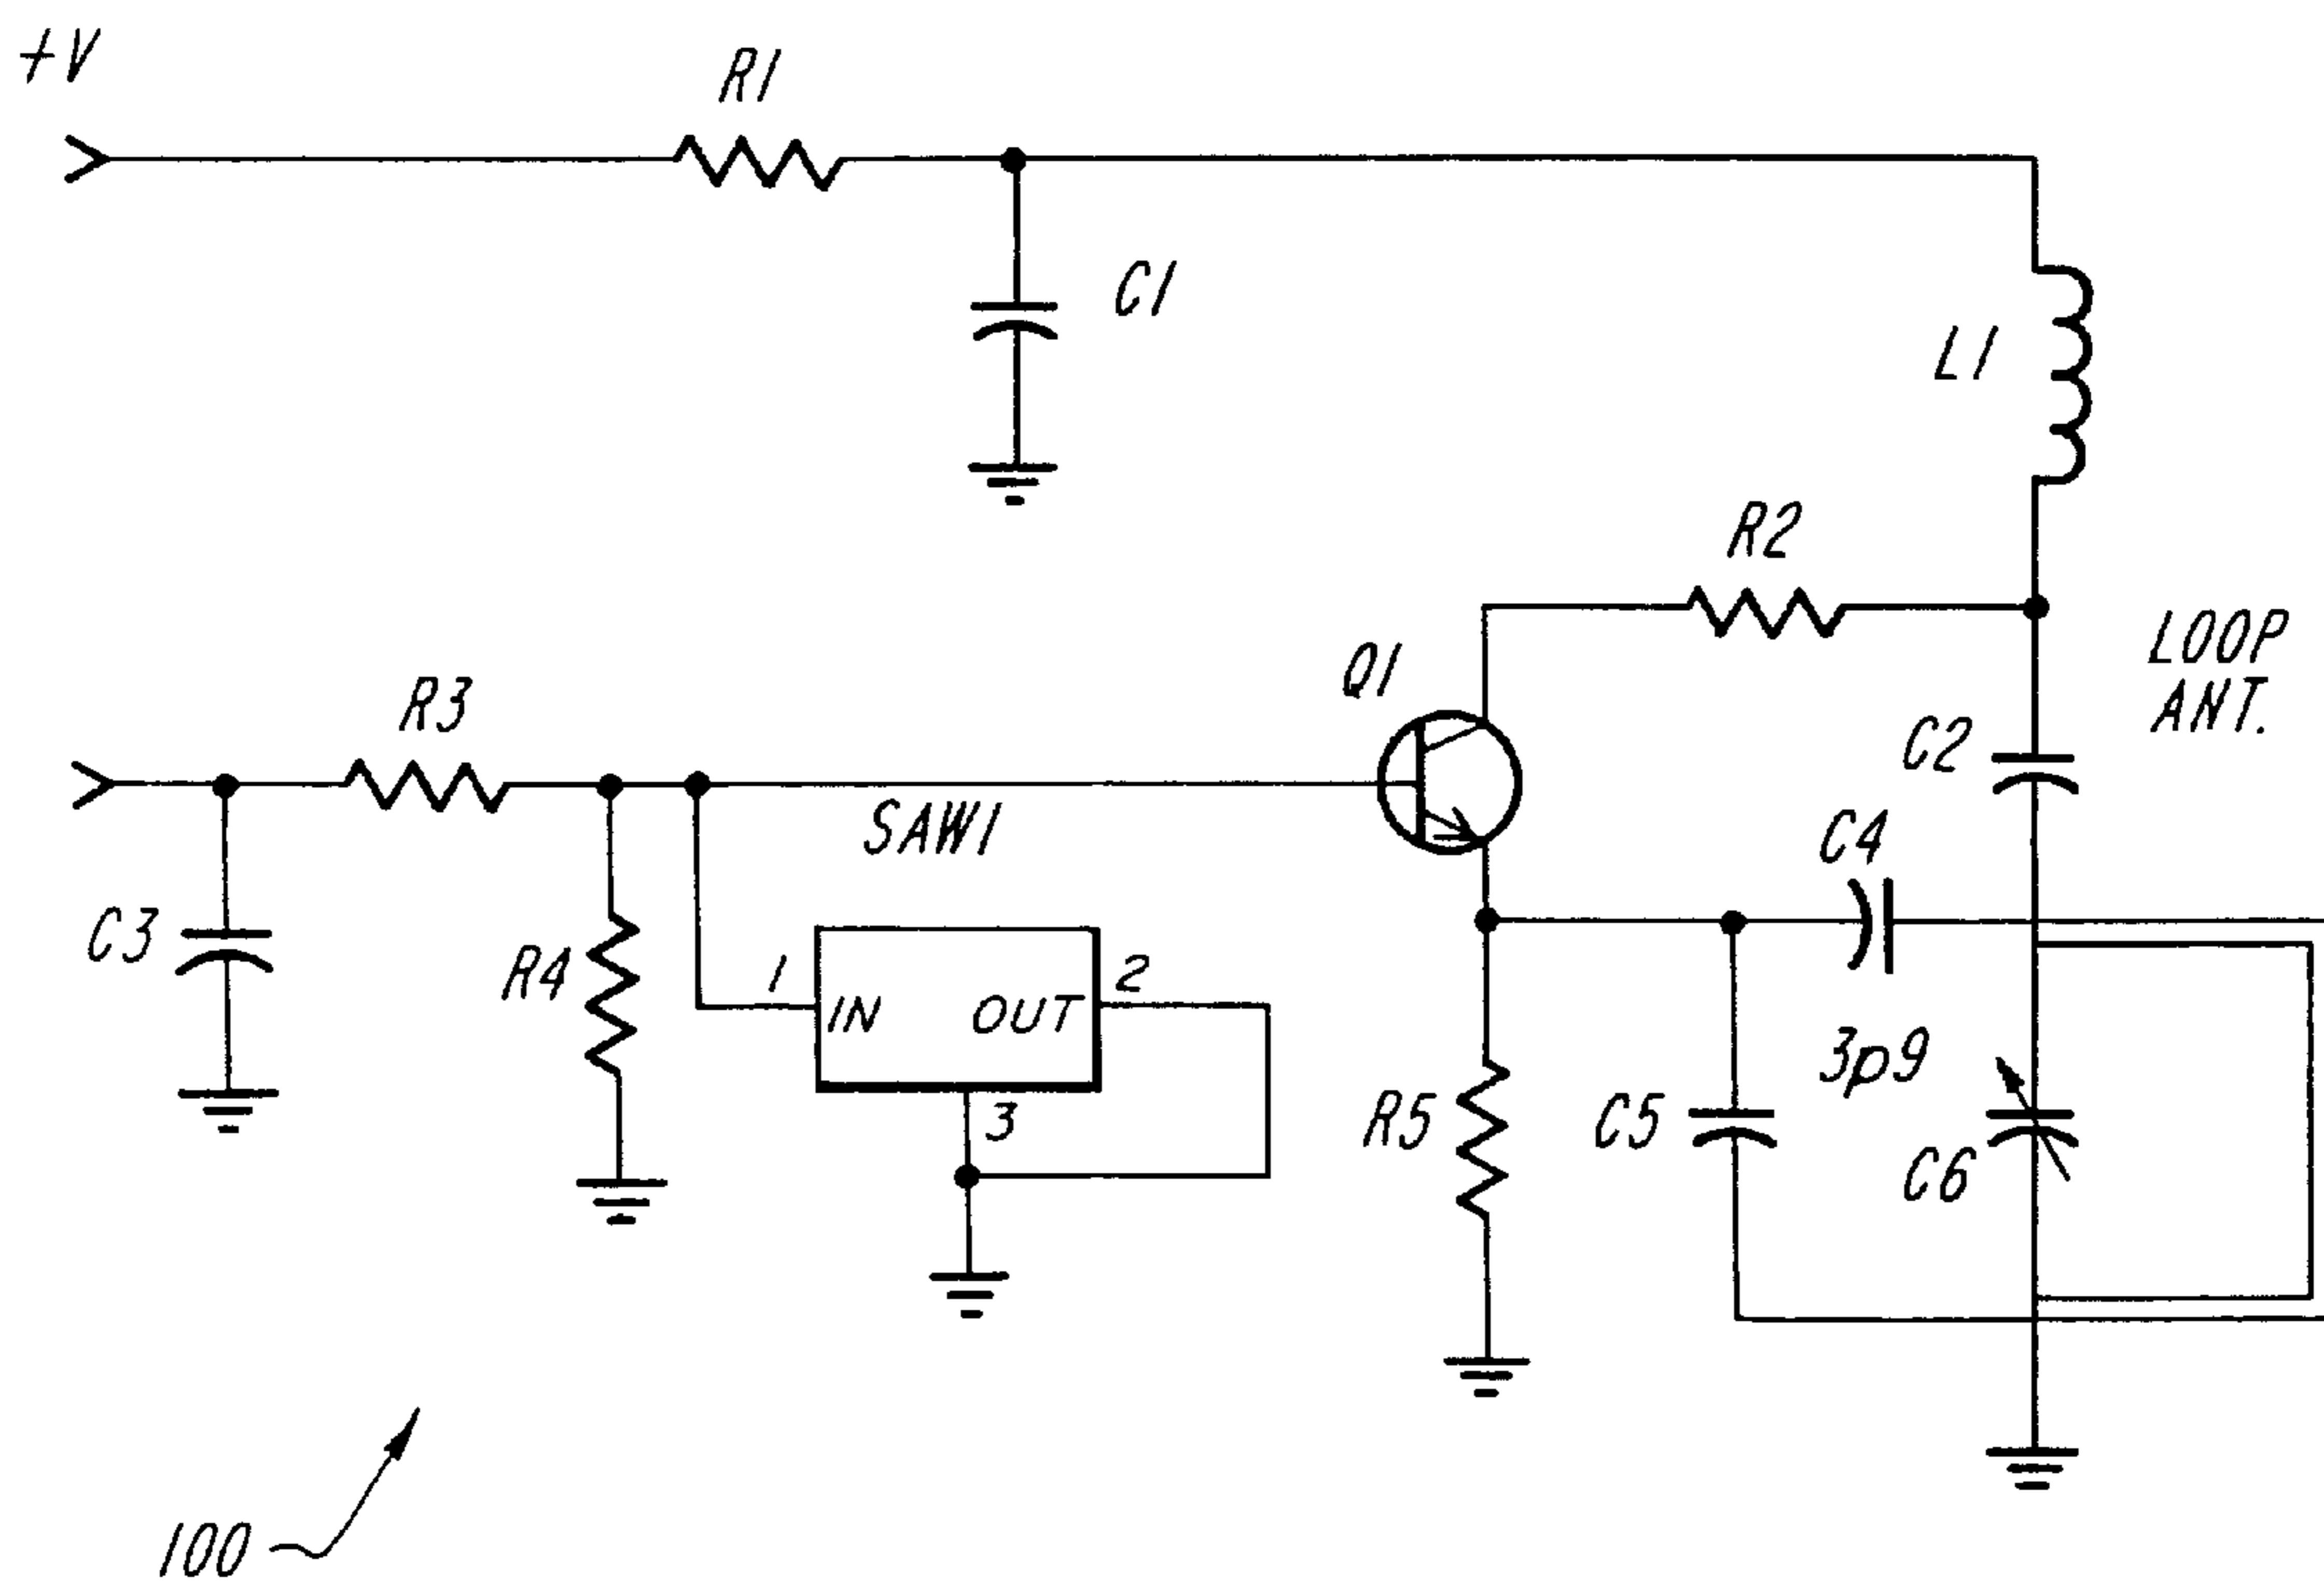 +V
R1
C1
L1
R2
LOOP
ANT.
Q1
R3
C2
SAW1
C4
C3
R4
1
2
IN
OUT
3p9
3
R5
C5
C6
100